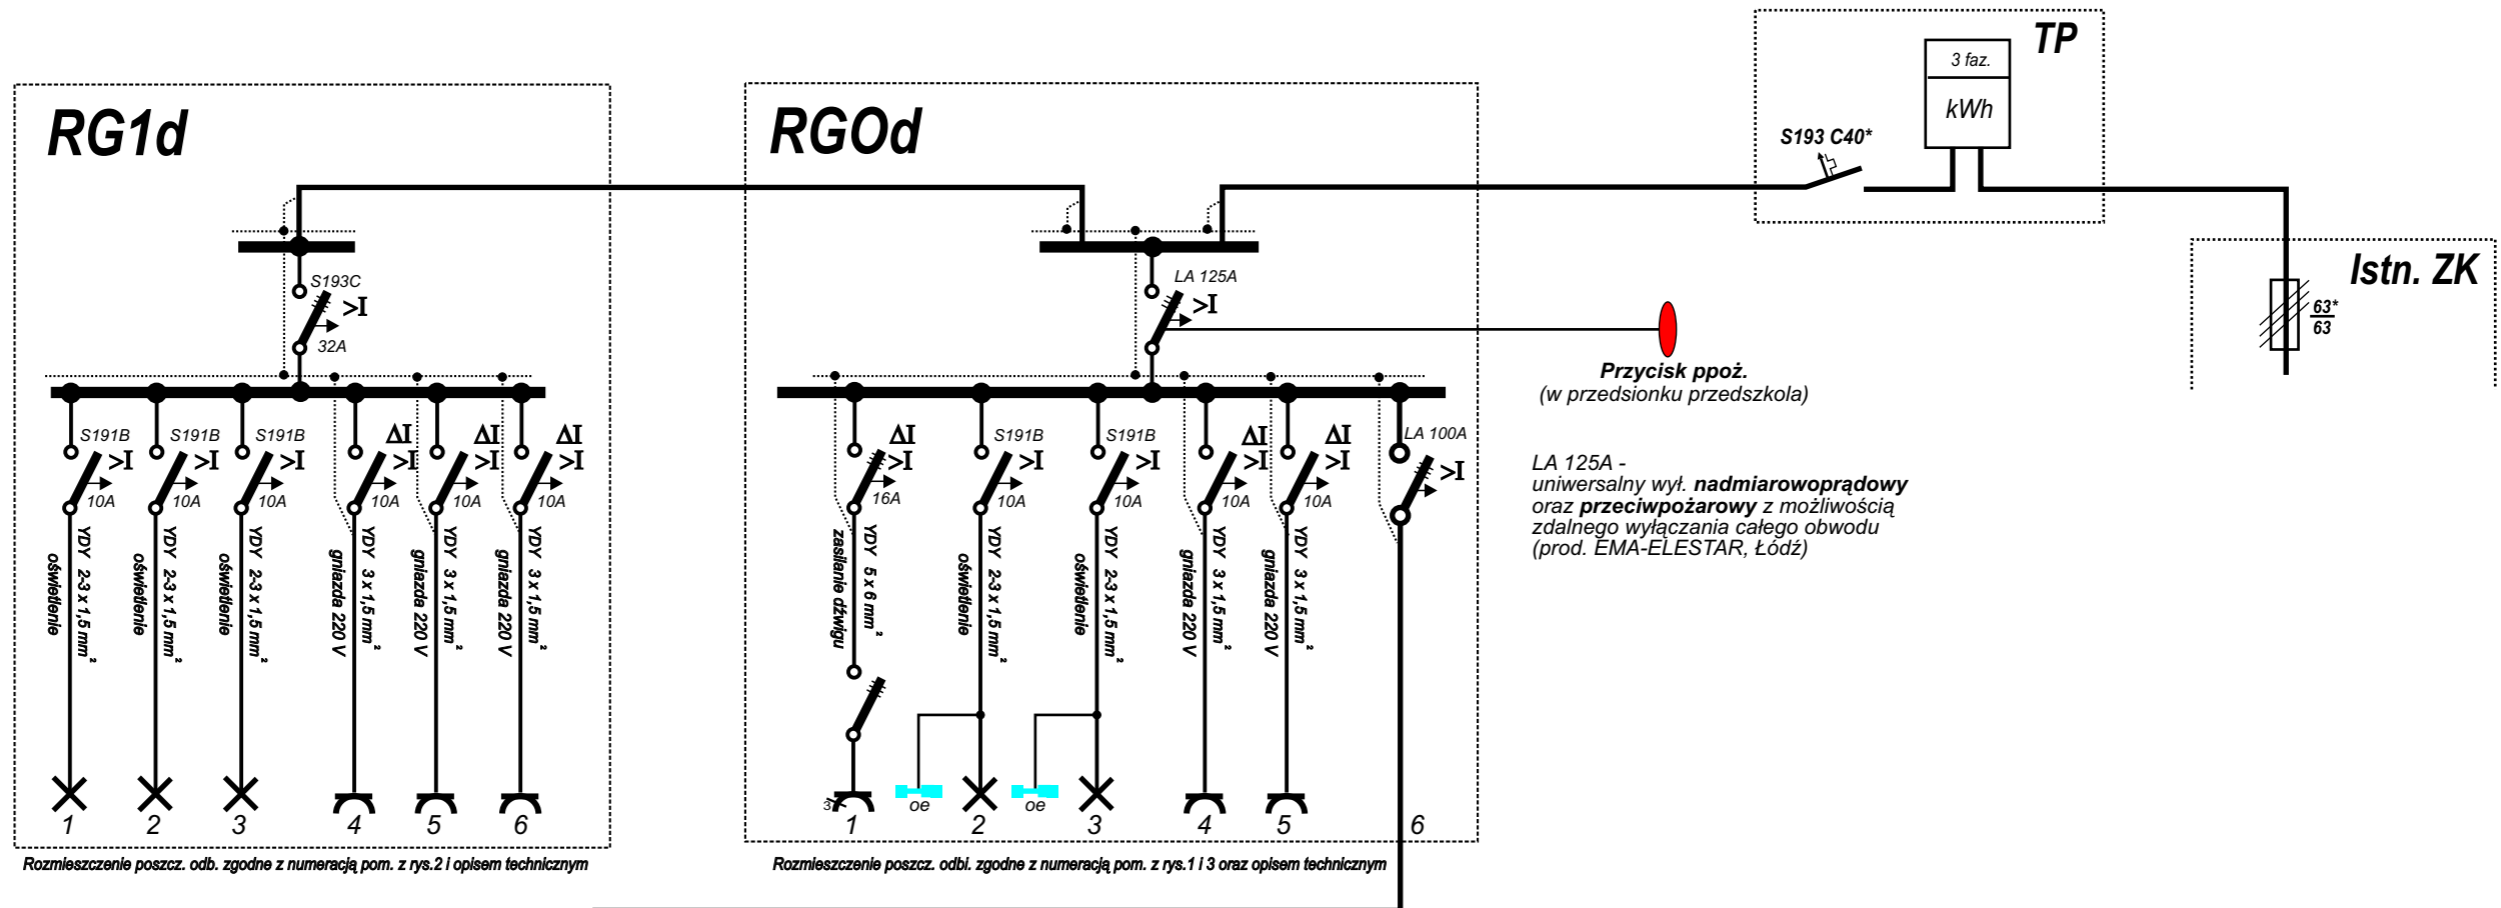 TP
3 faz.
kWh
S193 C40*
Istn. ZK
63*
63
RG1d
S193C
>I
32A
S191B
>I
10A
YDY 2-3 x 1,5 mm²
oświetlenie
1
S191B
>I
10A
YDY 2-3 x 1,5 mm²
oświetlenie
2
S191B
>I
10A
YDY 2-3 x 1,5 mm²
oświetlenie
3
ΔI
>I
10A
YDY 3 x 1,5 mm²
gniazda 220 V
4
ΔI
>I
10A
YDY 3 x 1,5 mm²
gniazda 220 V
5
ΔI
>I
10A
YDY 3 x 1,5 mm²
gniazda 220 V
6
Rozmieszczenie poszcz. odb. zgodne z numeracją pom. z rys.2 i opisem technicznym
RGOd
LA 125A
>I
ΔI
>I
16A
YDY 5 x 6 mm²
zasilanie dźwigu
3
1
S191B
>I
10A
YDY 2-3 x 1,5 mm²
oświetlenie
oe
2
S191B
>I
10A
YDY 2-3 x 1,5 mm²
oświetlenie
oe
3
ΔI
>I
10A
YDY 3 x 1,5 mm²
gniazda 220 V
4
ΔI
>I
10A
YDY 3 x 1,5 mm²
gniazda 220 V
5
LA 100A
>I
6
Rozmieszczenie poszcz. odbi. zgodne z numeracją pom. z rys.1 i 3 oraz opisem technicznym
Przycisk ppoż.
(w przedsionku przedszkola)
LA 125A -
uniwersalny wył. nadmiarowoprądowy
oraz przeciwpożarowy z możliwością
zdalnego wyłączania całego obwodu
(prod. EMA-ELESTAR, Łódź)